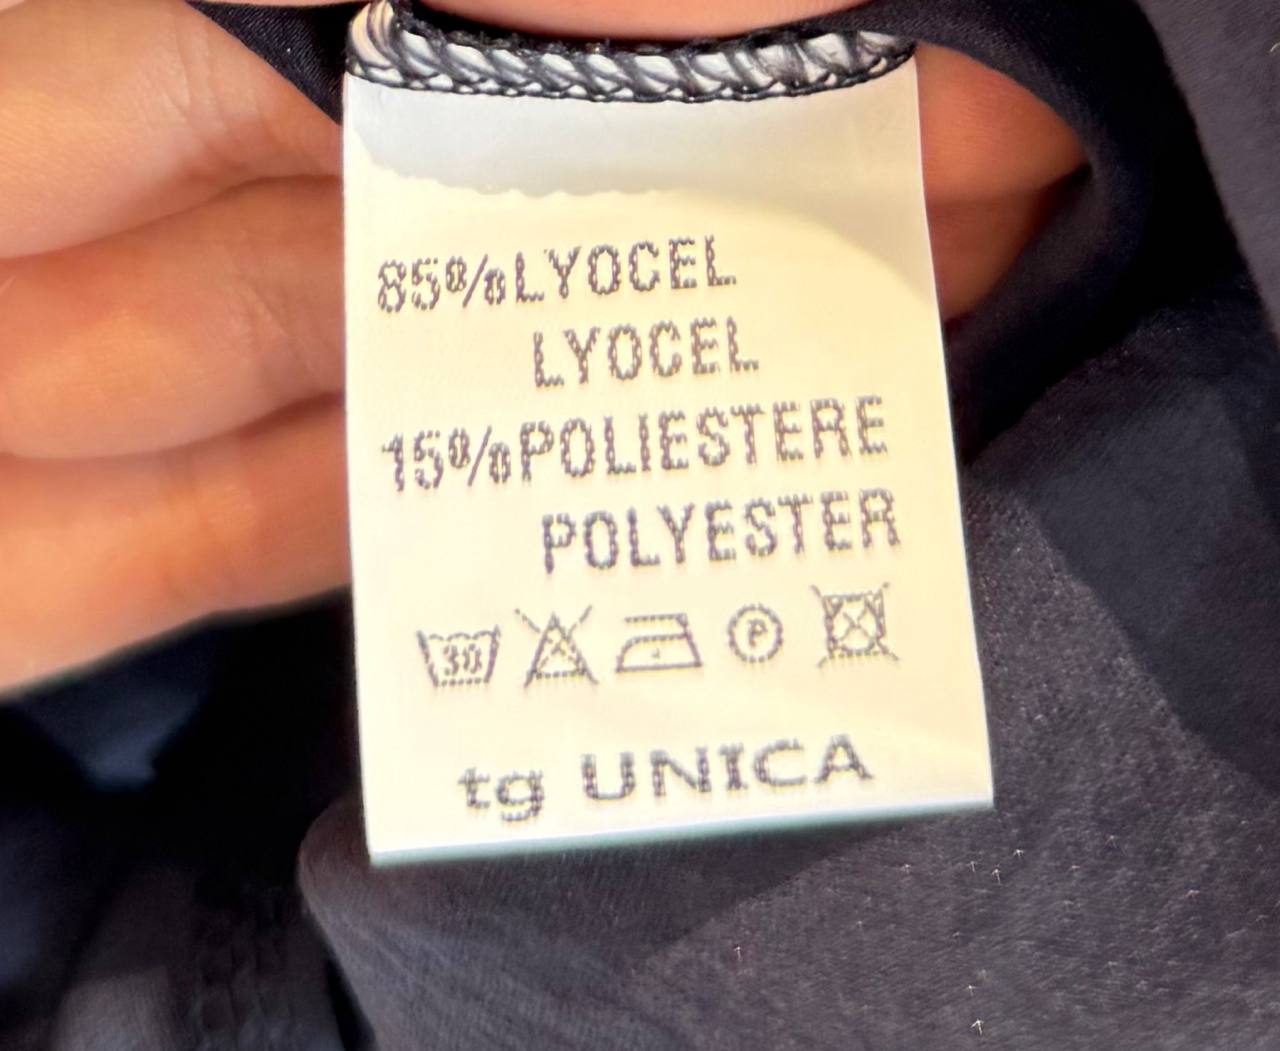 85%LYOCEL
LYOCEL
15%POLIESTERE
POLYESTER
30 P
tg UNICA